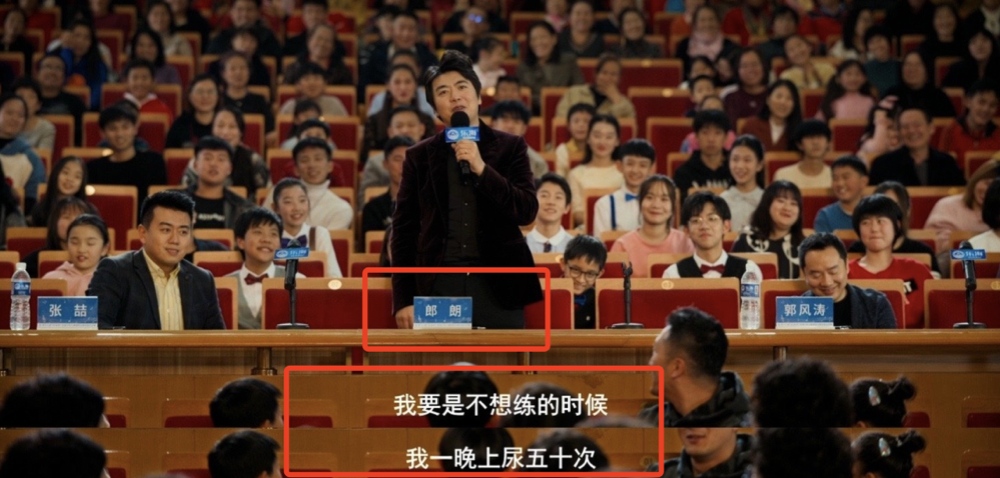 张喆
郎朗
郭风涛
我要是不想练的时候
我一晚上尿五十次